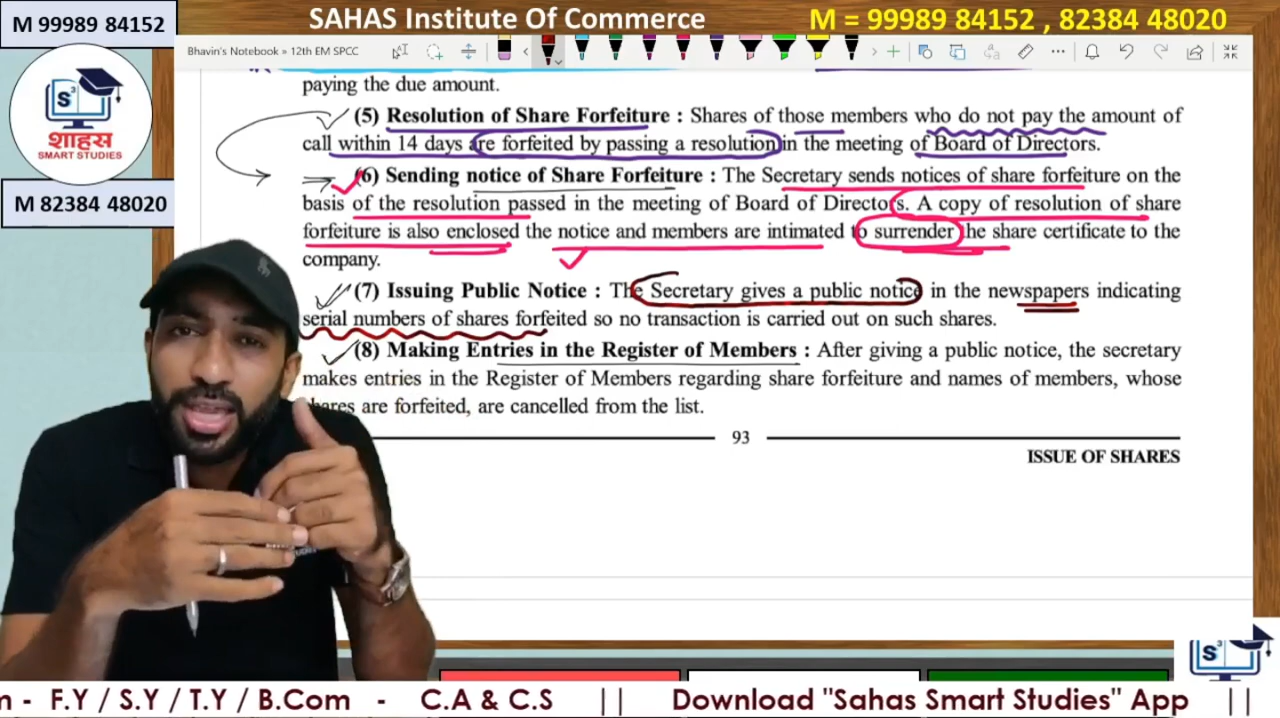 M 99989 84152
SAHAS Institute Of Commerce
M = 99989 84152 , 82384 48020
Bhavin's Notebook » 12th EM SPCC
S³
शाहस
SMART STUDIES
M 82384 48020
paying the due amount.
(5) Resolution of Share Forfeiture : Shares of those members who do not pay the amount of
call within 14 days are forfeited by passing a resolution in the meeting of Board of Directors.
(6) Sending notice of Share Forfeiture : The Secretary sends notices of share forfeiture on the
basis of the resolution passed in the meeting of Board of Directors. A copy of resolution of share
forfeiture is also enclosed the notice and members are intimated to surrender the share certificate to the
company.
(7) Issuing Public Notice : The Secretary gives a public notice in the newspapers indicating
serial numbers of shares forfeited so no transaction is carried out on such shares.
(8) Making Entries in the Register of Members : After giving a public notice, the secretary
makes entries in the Register of Members regarding share forfeiture and names of members, whose
shares are forfeited, are cancelled from the list.
93
ISSUE OF SHARES
S³
m - F.Y / S.Y / T.Y / B.Com - C.A & C.S || Download "Sahas Smart Studies" App ||